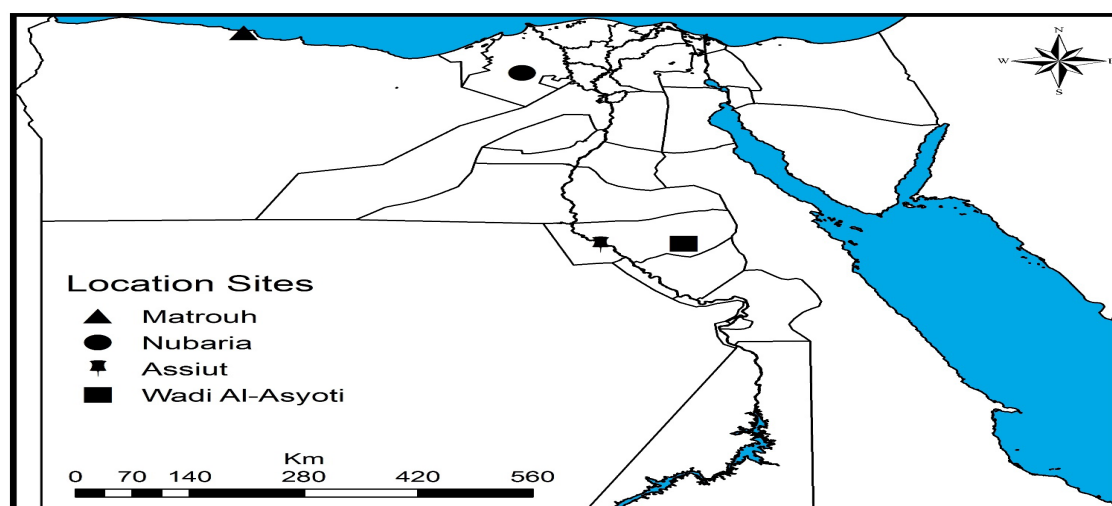 N
W
E
S
Location Sites
Matrouh
Nubaria
Assiut
Wadi Al-Asyoti
Km
0 70 140 280 420 560